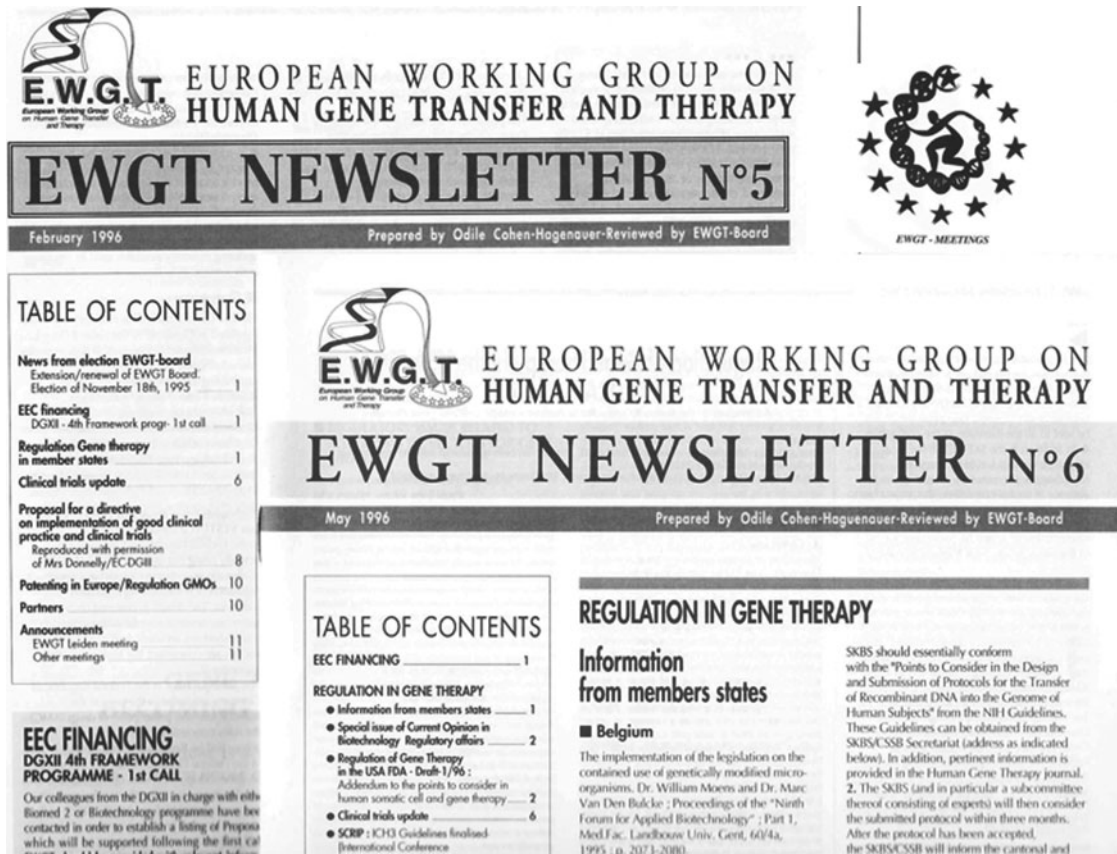 E.W.G.T.
European Working Group
on Human Gene Transfer
and Therapy
EUROPEAN WORKING GROUP ON
HUMAN GENE TRANSFER AND THERAPY
EWGT NEWSLETTER N°5
February 1996
Prepared by Odile Cohen-Hagenauer-Reviewed by EWGT-Board
EWGT - MEETINGS
TABLE OF CONTENTS
News from election EWGT-board
Extension/renewal of EWGT Board.
Election of November 18th, 1995 1
EEC financing
DGXII - 4th Framework progr- 1st call 1
Regulation Gene therapy
in member states 1
Clinical trials update 6
Proposal for a directive
on implementation of good clinical
practice and clinical trials
Reproduced with permission
of Mrs Donnelly/EC-DGIII 8
Patenting in Europe/Regulation GMOs 10
Partners 10
Announcements
EWGT Leiden meeting 11
Other meetings 11
EEC FINANCING
DGXII 4th FRAMEWORK
PROGRAMME - 1st CALL
Our colleagues from the DGXII in charge with
Biomed 2 or Biotechnology programme have
contacted in order to establish a listing of
which will be supported following the first
E.W.G.T.
European Working Group
on Human Gene Transfer
and Therapy
EUROPEAN WORKING GROUP ON
HUMAN GENE TRANSFER AND THERAPY
EWGT NEWSLETTER N°6
May 1996
Prepared by Odile Cohen-Haguenauer-Reviewed by EWGT-Board
TABLE OF CONTENTS
EEC FINANCING 1
REGULATION IN GENE THERAPY
● Information from members states 1
● Special issue of Current Opinion in
Biotechnology Regulatory affairs 2
● Regulation of Gene Therapy
in the USA FDA - Draft-1/96 :
Addendum to the points to consider in
human somatic cell and gene therapy 2
● Clinical trials update 6
● SCRIP : ICH3 Guidelines finalised
(International Conference
REGULATION IN GENE THERAPY
Information
from members states
■ Belgium
The implementation of the legislation on the
contained use of genetically modified micro-
organisms. Dr. William Moens and Dr. Marc
Van Den Bulcke ; Proceedings of the "Ninth
Forum for Applied Biotechnology" ; Part 1,
Med.Fac. Landbouw Univ. Gent, 60/4a,
1995 : p. 2073-2080.
SKBS should essentially conform
with the "Points to Consider in the Design
and Submission of Protocols for the Transfer
of Recombinant DNA into the Genome of
Human Subjects" from the NIH Guidelines.
These Guidelines can be obtained from the
SKBS/CSSB Secretariat (address as indicated
below). In addition, pertinent information is
provided in the Human Gene Therapy journal.
2. The SKBS (and in particular a subcommittee
thereof consisting of experts) will then consider
the submitted protocol within three months.
After the protocol has been accepted,
the SKBS/CSSB will inform the cantonal and